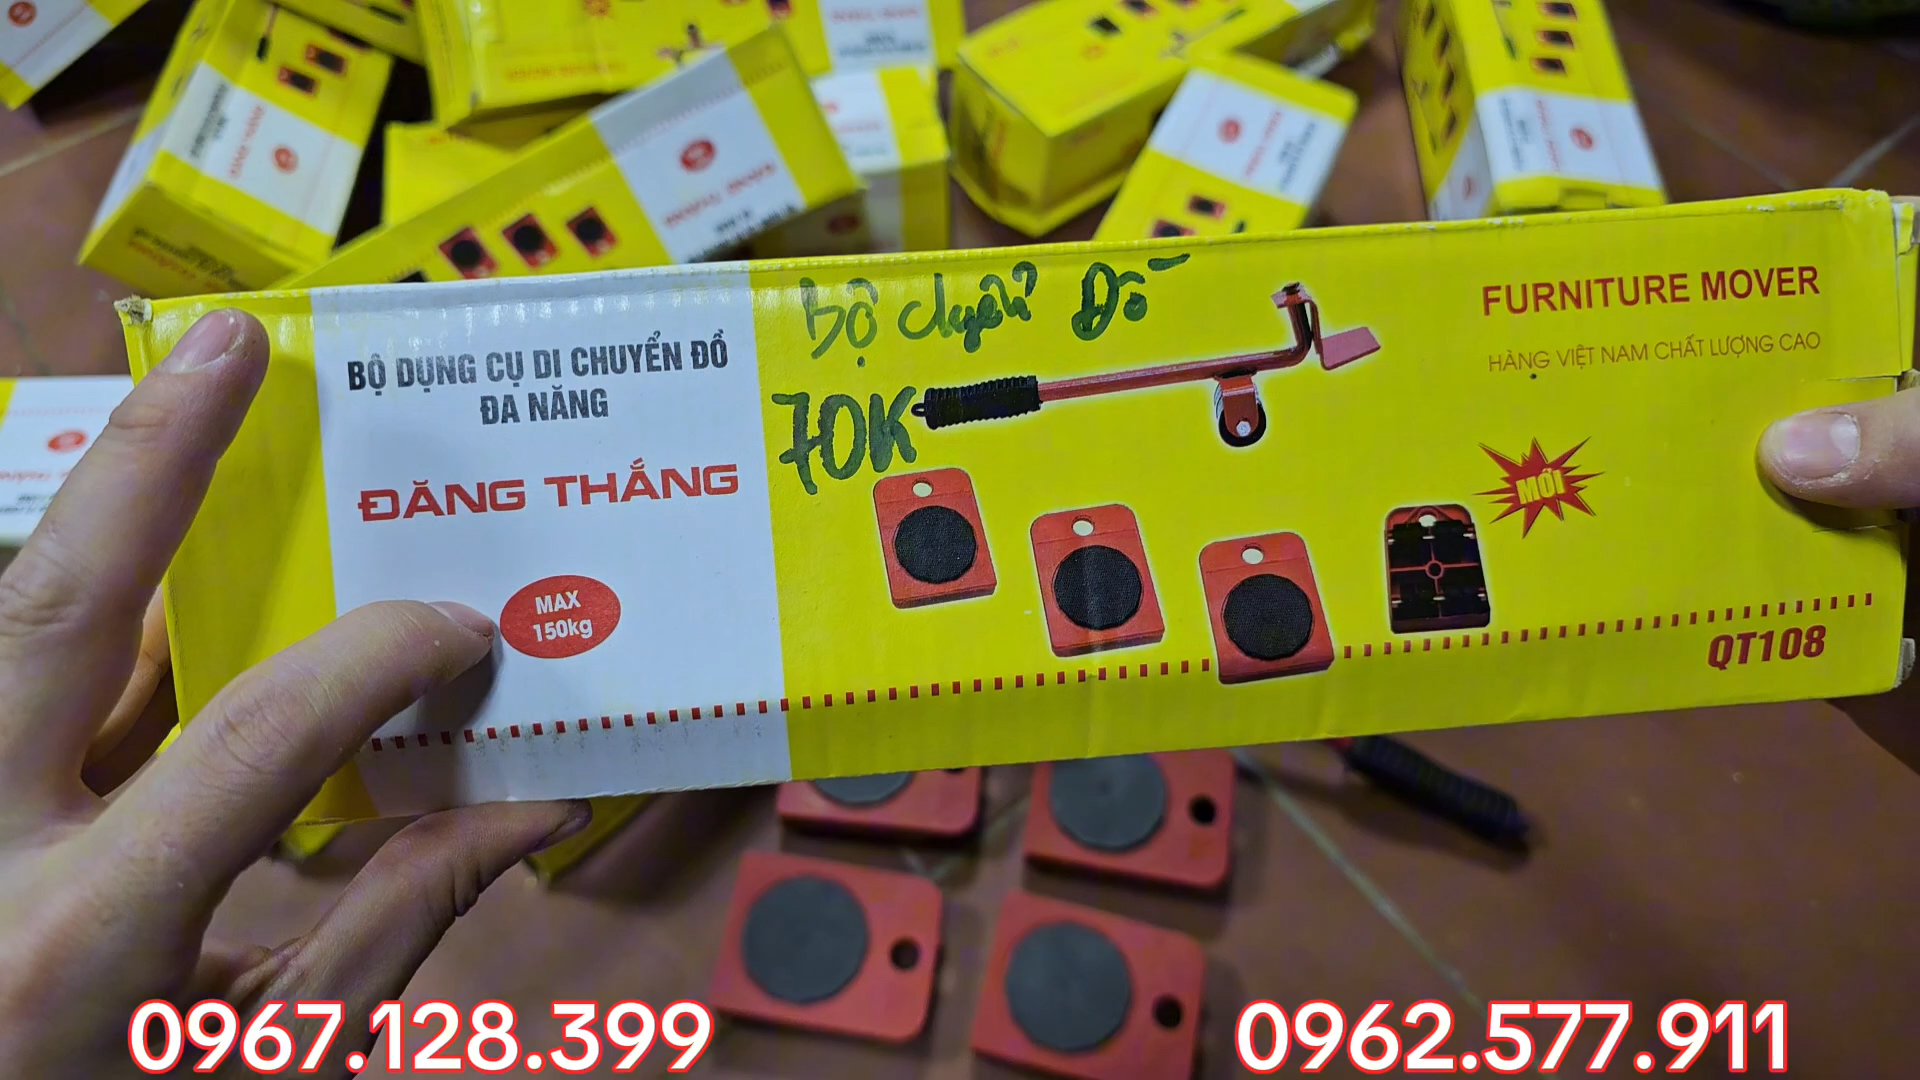 BỘ DỤNG CỤ DI CHUYỂN ĐỒ
ĐA NĂNG
ĐĂNG THẮNG
MAX
150kg
Bộ chyển Đồ
70K
FURNITURE MOVER
HÀNG VIỆT NAM CHẤT LƯỢNG CAO
MỚI
QT108
0967.128.399
0962.577.911